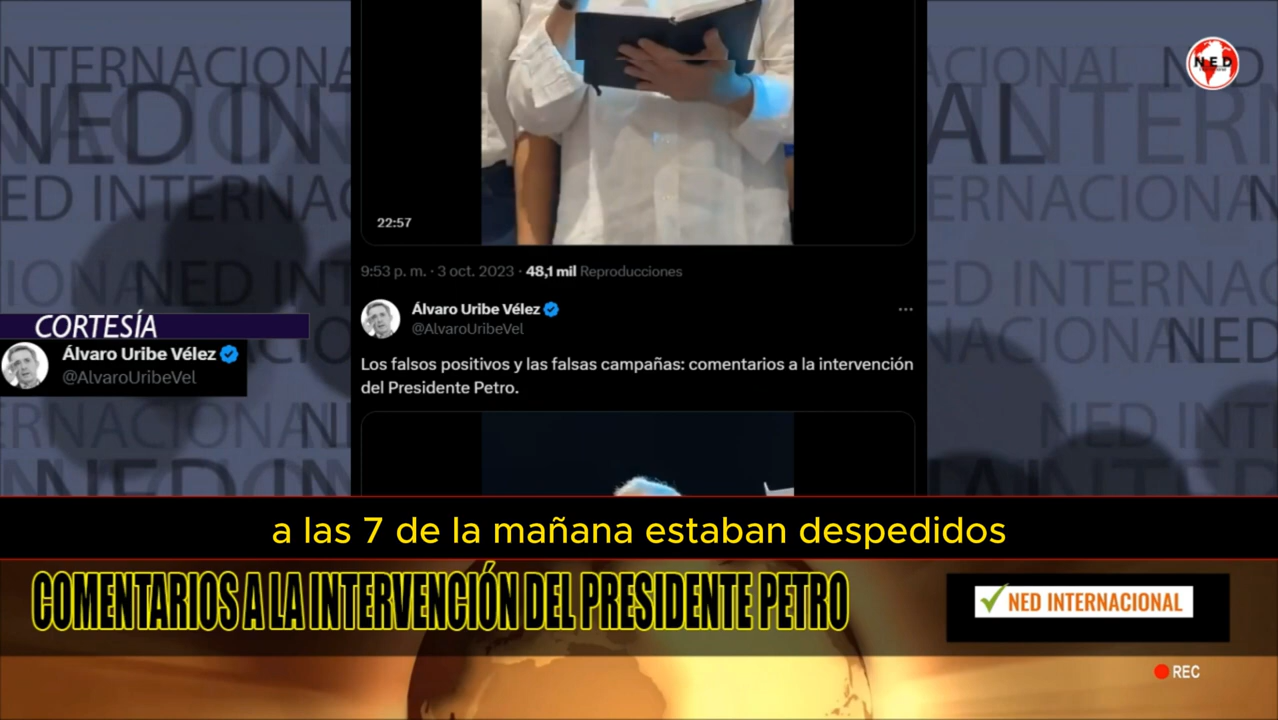 NED
22:57
9:53 p. m. · 3 oct. 2023 · 48,1 mil Reproducciones
Álvaro Uribe Vélez
@AlvaroUribeVel
Los falsos positivos y las falsas campañas: comentarios a la intervención
del Presidente Petro.
CORTESÍA
Álvaro Uribe Vélez
@AlvaroUribeVel
a las 7 de la mañana estaban despedidos
COMENTARIOS A LA INTERVENCIÓN DEL PRESIDENTE PETRO
NED INTERNACIONAL
REC